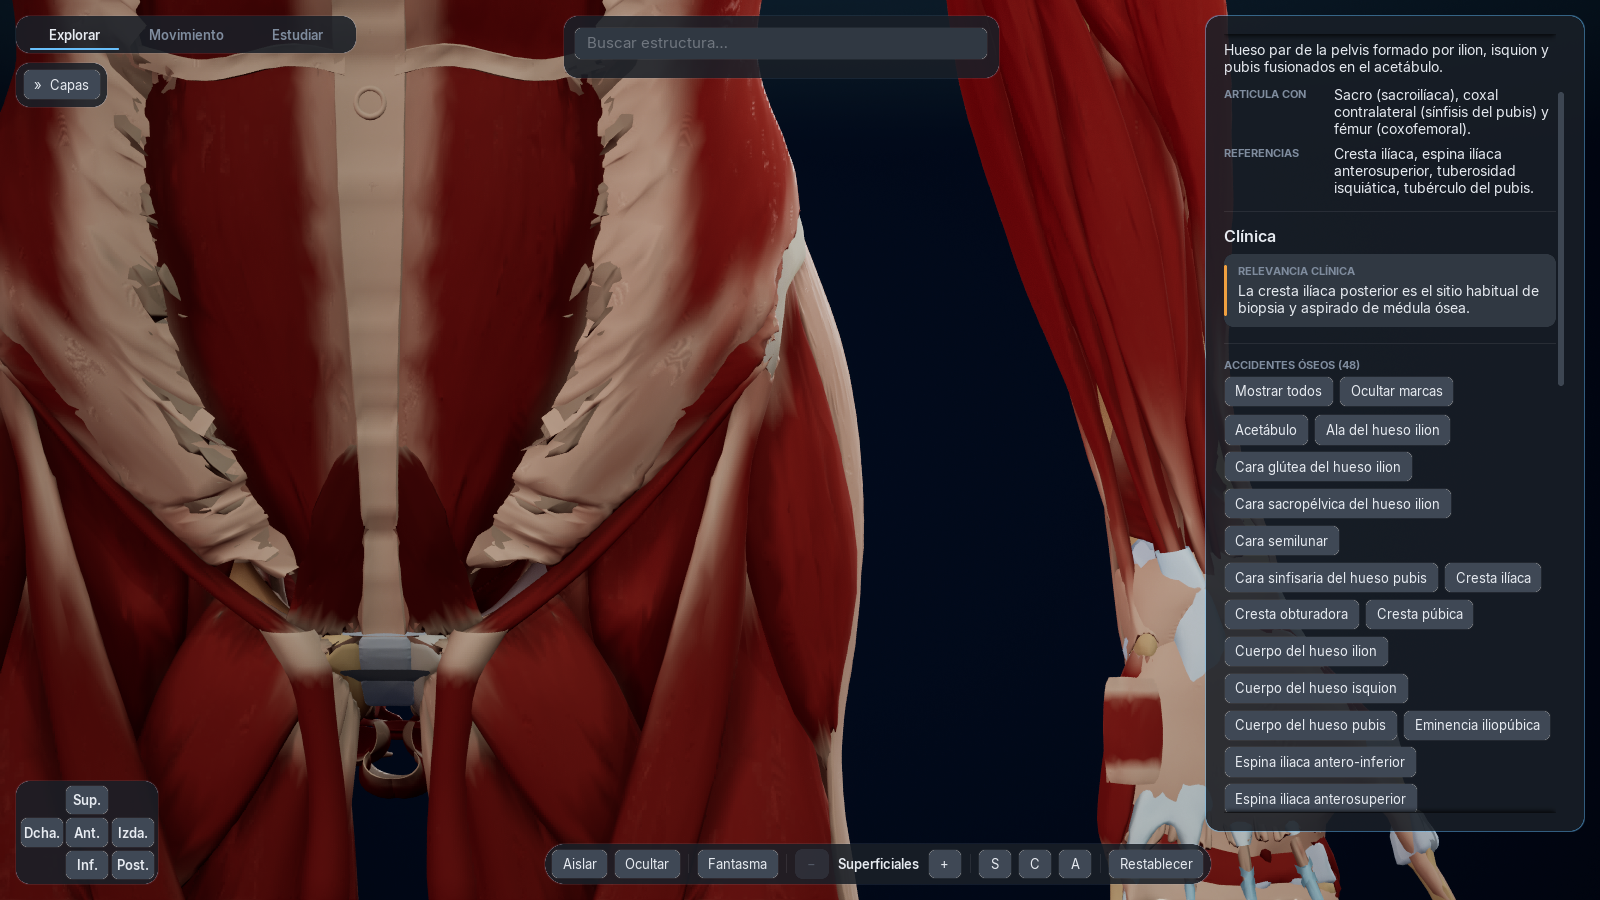 Explorar Movimiento Estudiar
» Capas
Buscar estructura...
Hueso par de la pelvis formado por ilion, isquion y
pubis fusionados en el acetábulo.
ARTICULA CON Sacro (sacroilíaca), coxal
contralateral (sínfisis del pubis) y
fémur (coxofemoral).
REFERENCIAS Cresta ilíaca, espina ilíaca
anterosuperior, tuberosidad
isquiática, tubérculo del pubis.
Clínica
RELEVANCIA CLÍNICA
La cresta ilíaca posterior es el sitio habitual de
biopsia y aspirado de médula ósea.
ACCIDENTES ÓSEOS (48)
Mostrar todos Ocultar marcas
Acetábulo Ala del hueso ilion
Cara glútea del hueso ilion
Cara sacropélvica del hueso ilion
Cara semilunar
Cara sinfisaria del hueso pubis Cresta ilíaca
Cresta obturadora Cresta púbica
Cuerpo del hueso ilion
Cuerpo del hueso isquion
Cuerpo del hueso pubis Eminencia iliopúbica
Espina iliaca antero-inferior
Espina iliaca anterosuperior
Sup.
Dcha. Ant. Izda.
Inf. Post.
Aislar Ocultar Fantasma − Superficiales + S C A Restablecer